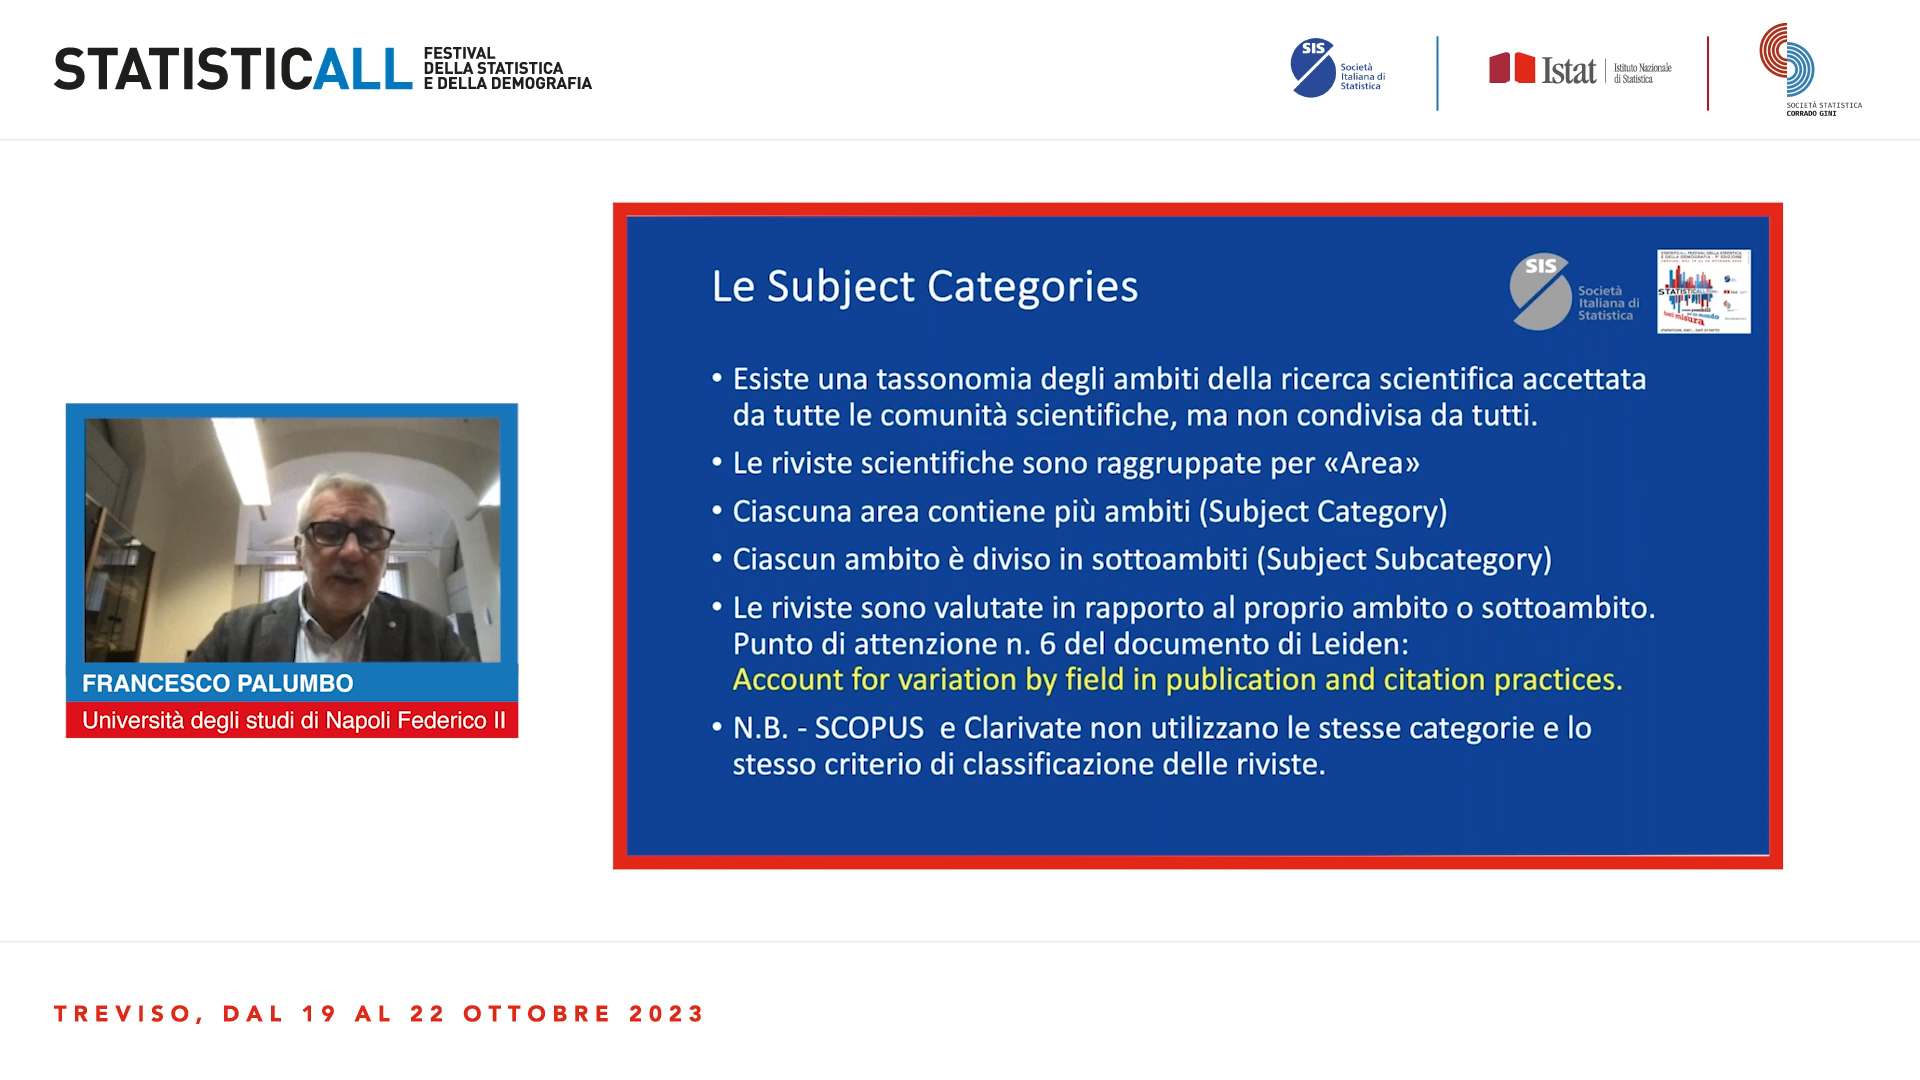 STATISTICALL
FESTIVAL
DELLA STATISTICA
E DELLA DEMOGRAFIA
SIS
Società
Italiana di
Statistica
Istat
Istituto Nazionale
di Statistica
SOCIETÀ STATISTICA
CORRADO GINI
Le Subject Categories
SIS
Società
Italiana di
Statistica
• Esiste una tassonomia degli ambiti della ricerca scientifica accettata
da tutte le comunità scientifiche, ma non condivisa da tutti.
• Le riviste scientifiche sono raggruppate per «Area»
• Ciascuna area contiene più ambiti (Subject Category)
• Ciascun ambito è diviso in sottoambiti (Subject Subcategory)
• Le riviste sono valutate in rapporto al proprio ambito o sottoambito.
Punto di attenzione n. 6 del documento di Leiden:
Account for variation by field in publication and citation practices.
• N.B. - SCOPUS e Clarivate non utilizzano le stesse categorie e lo
stesso criterio di classificazione delle riviste.
FRANCESCO PALUMBO
Università degli studi di Napoli Federico II
TREVISO, DAL 19 AL 22 OTTOBRE 2023